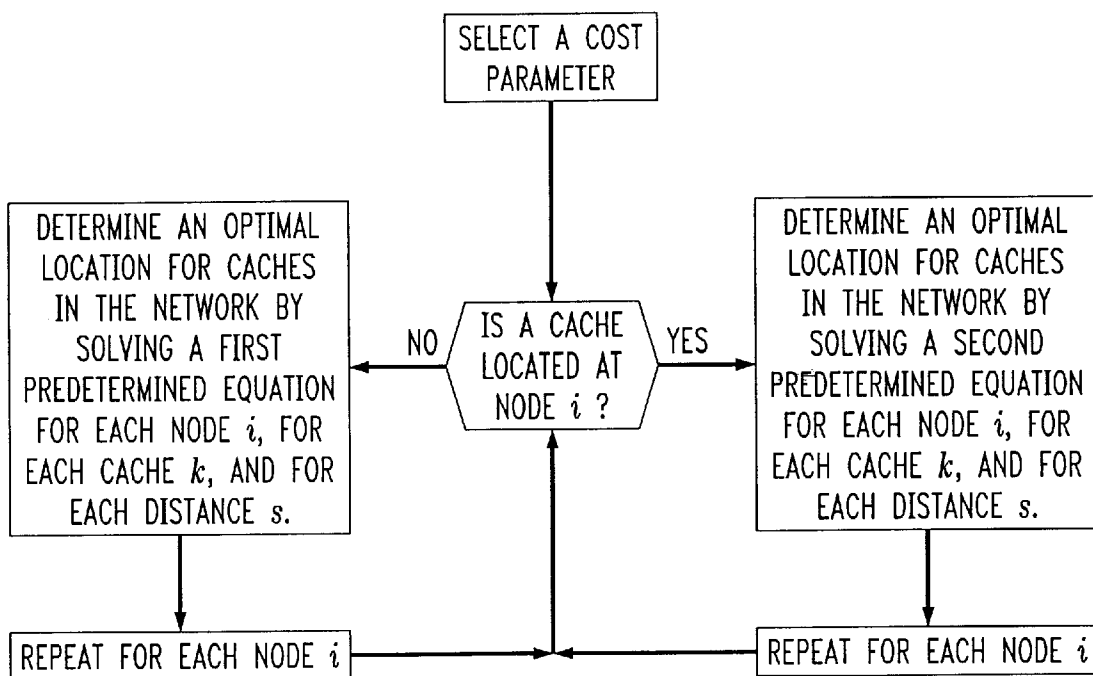 SELECT A COST
PARAMETER
DETERMINE AN OPTIMAL
LOCATION FOR CACHES
IN THE NETWORK BY
SOLVING A FIRST
PREDETERMINED EQUATION
FOR EACH NODE i, FOR
EACH CACHE k, AND FOR
EACH DISTANCE s.
NO
IS A CACHE
LOCATED AT
NODE i ?
YES
DETERMINE AN OPTIMAL
LOCATION FOR CACHES
IN THE NETWORK BY
SOLVING A SECOND
PREDETERMINED EQUATION
FOR EACH NODE i, FOR
EACH CACHE k, AND FOR
EACH DISTANCE s.
REPEAT FOR EACH NODE i
REPEAT FOR EACH NODE i